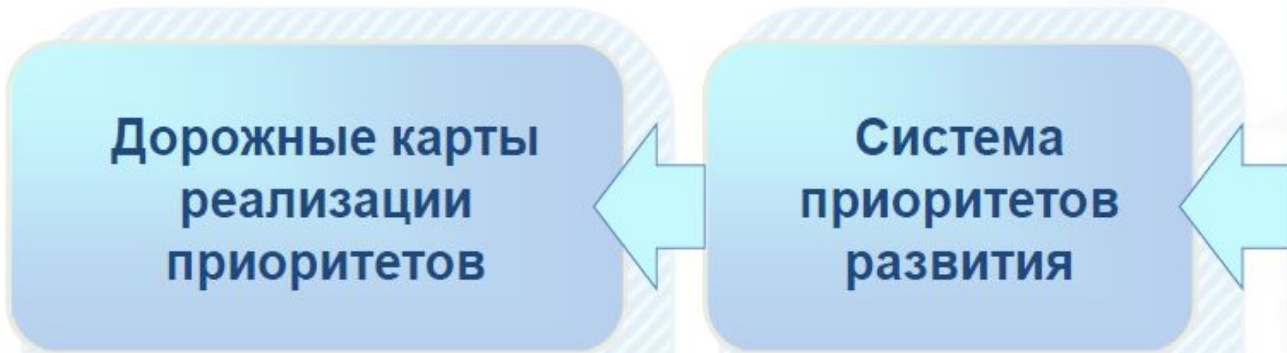 Дорожные карты
реализации
приоритетов
Система
приоритетов
развития